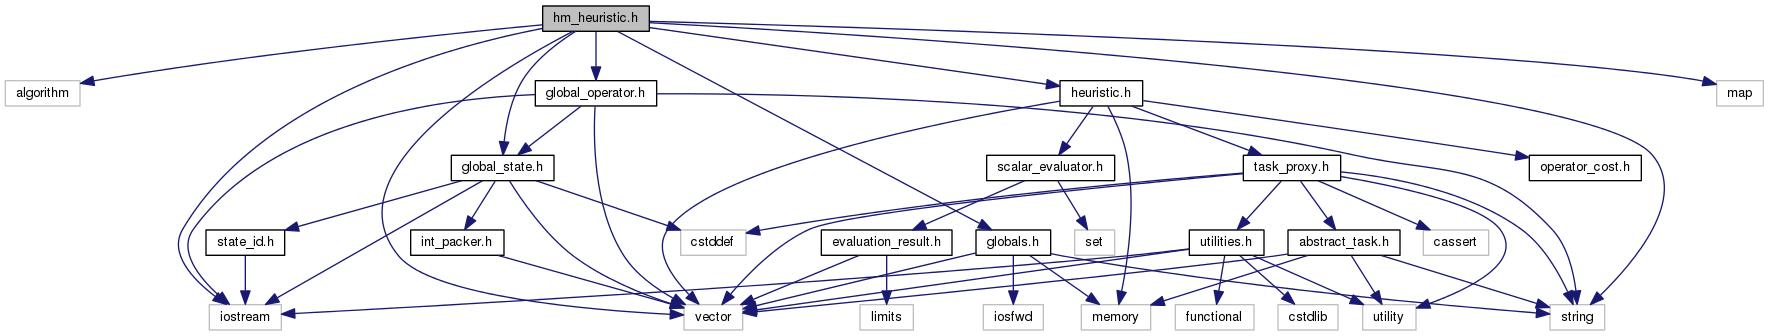 hm_heuristic.h
algorithm
global_operator.h
heuristic.h
map
global_state.h
scalar_evaluator.h
task_proxy.h
operator_cost.h
state_id.h
int_packer.h
cstddef
evaluation_result.h
globals.h
set
utilities.h
abstract_task.h
cassert
iostream
vector
limits
iosfwd
memory
functional
cstdlib
utility
string